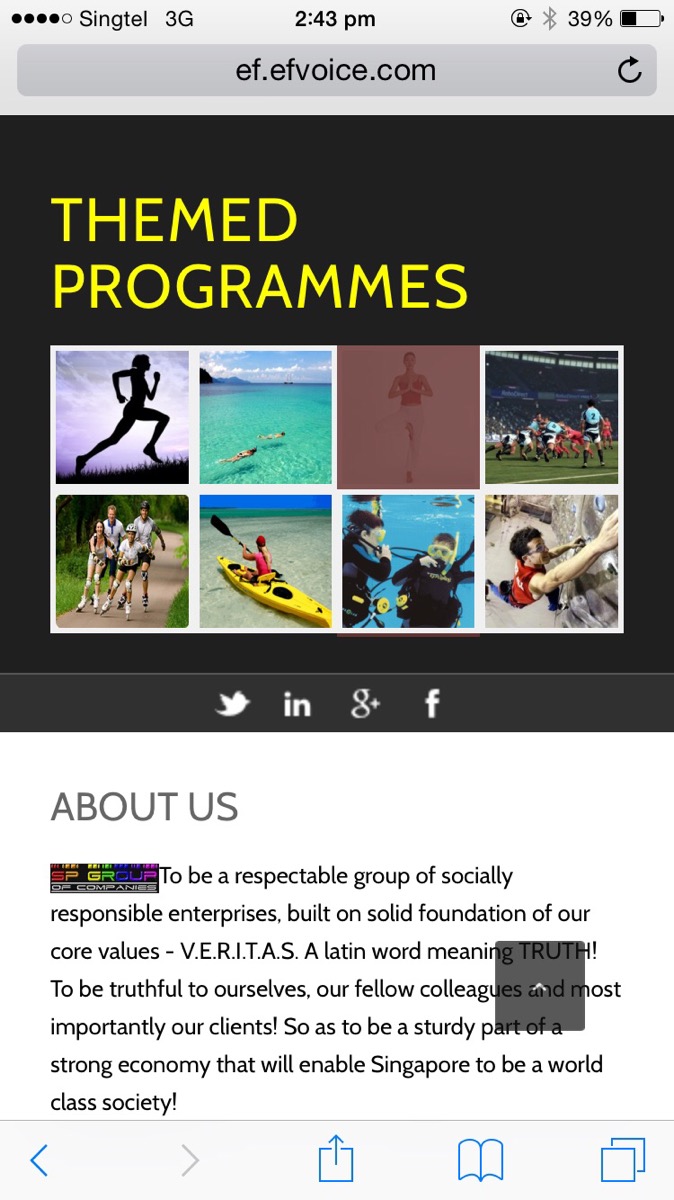 Singtel 3G 2:43 pm 39%
ef.efvoice.com
THEMED
PROGRAMMES
2
in g+ f
ABOUT US
SP GROUP
OF COMPANIES
To be a respectable group of socially
responsible enterprises, built on solid foundation of our
core values - V.E.R.I.T.A.S. A latin word meaning TRUTH!
To be truthful to ourselves, our fellow colleagues and most
importantly our clients! So as to be a sturdy part of a
strong economy that will enable Singapore to be a world
class society!